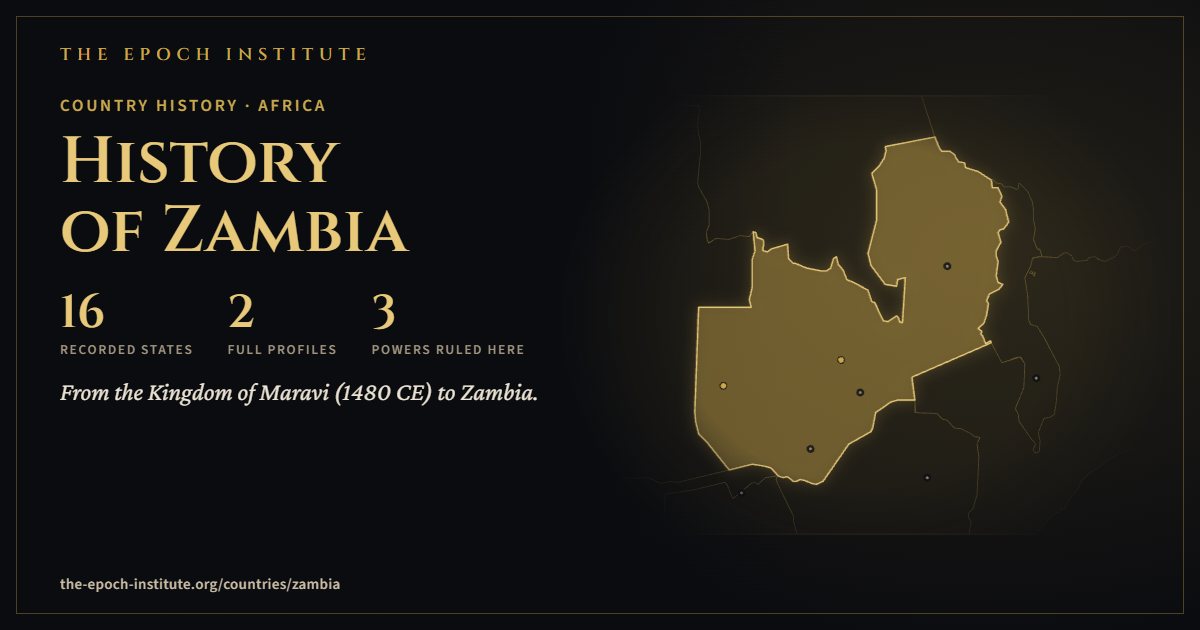 THE EPOCH INSTITUTE
COUNTRY HISTORY · AFRICA
History
of Zambia
16 2 3
RECORDED STATES FULL PROFILES POWERS RULED HERE
From the Kingdom of Maravi (1480 CE) to Zambia.
the-epoch-institute.org/countries/zambia